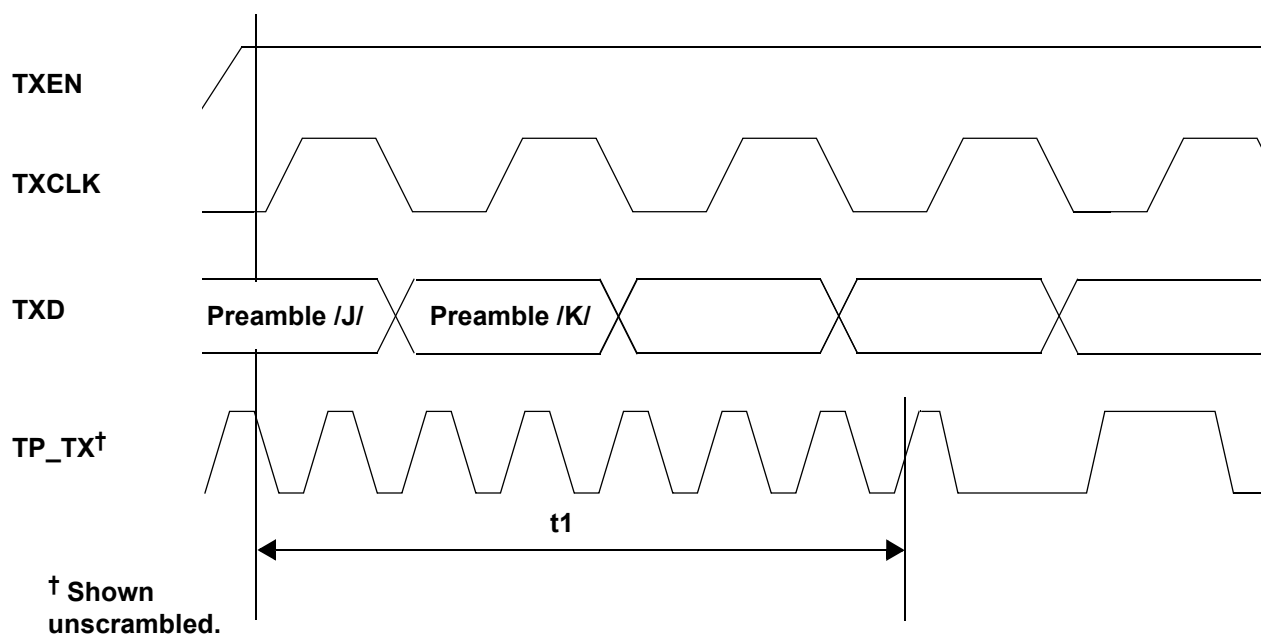 TXEN
TXCLK
TXD
Preamble /J/
Preamble /K/
TP_TX†
t1
† Shown
unscrambled.